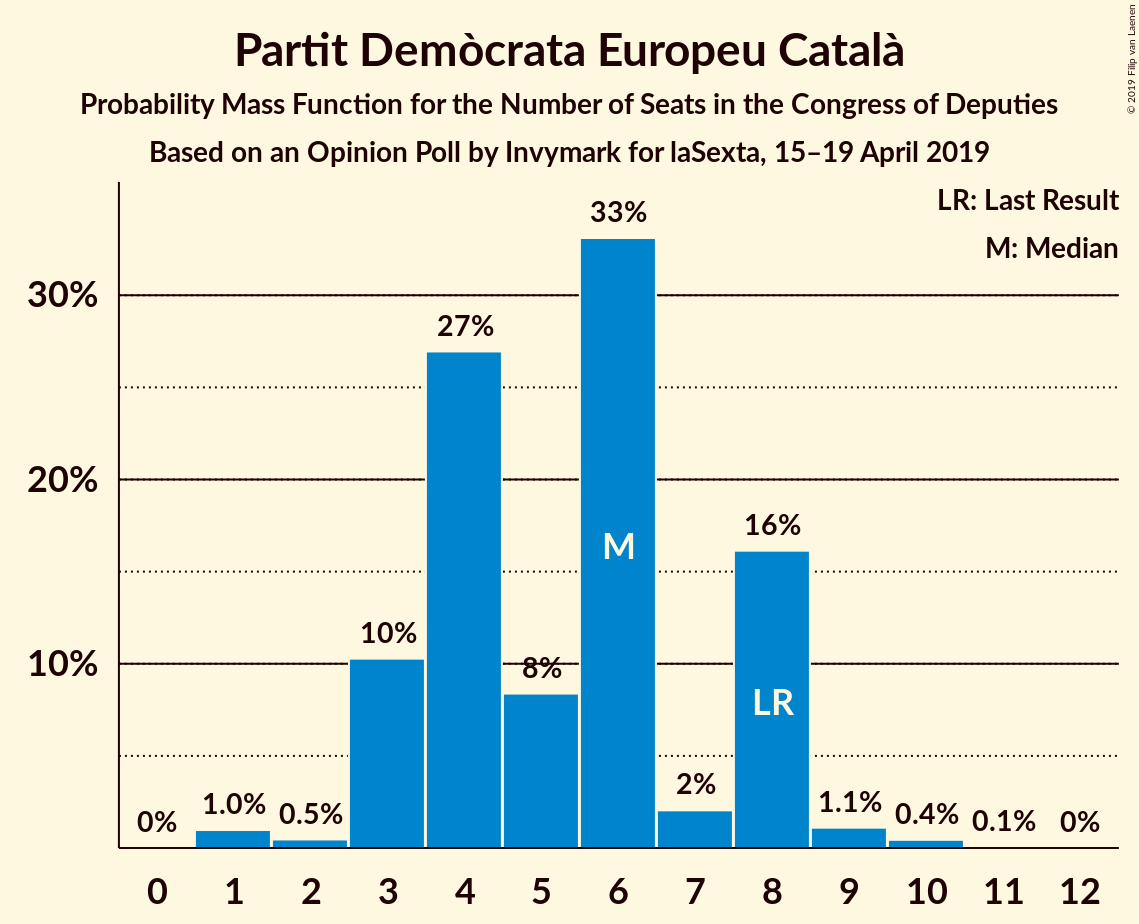 Partit Demòcrata Europeu Català
Probability Mass Function for the Number of Seats in the Congress of Deputies
Based on an Opinion Poll by Invymark for laSexta, 15–19 April 2019
© 2019 Filip van Laenen
LR: Last Result
M: Median
30%
20%
10%
0%
1.0%
0.5%
10%
27%
8%
33%
2%
16%
1.1%
0.4%
0.1%
0%
M
LR
0 1 2 3 4 5 6 7 8 9 10 11 12